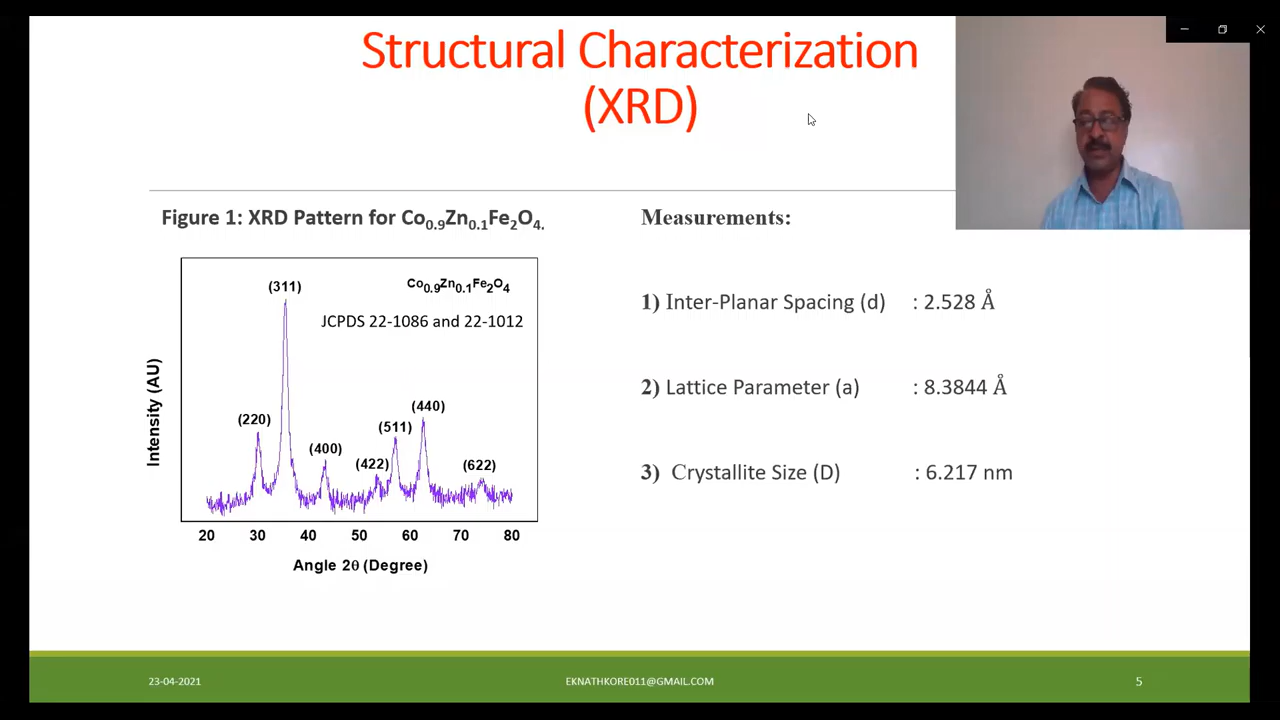 Structural Characterization
(XRD)
Figure 1: XRD Pattern for Co0.9Zn0.1Fe2O4.
Measurements:
(311)
Co0.9Zn0.1Fe2O4
JCPDS 22-1086 and 22-1012
(220)
(400)
(422)
(511)
(440)
(622)
Intensity (AU)
20 30 40 50 60 70 80
Angle 2θ (Degree)
1) Inter-Planar Spacing (d) : 2.528 Å
2) Lattice Parameter (a) : 8.3844 Å
3) Crystallite Size (D) : 6.217 nm
23-04-2021
EKNATHKORE011@GMAIL.COM
5